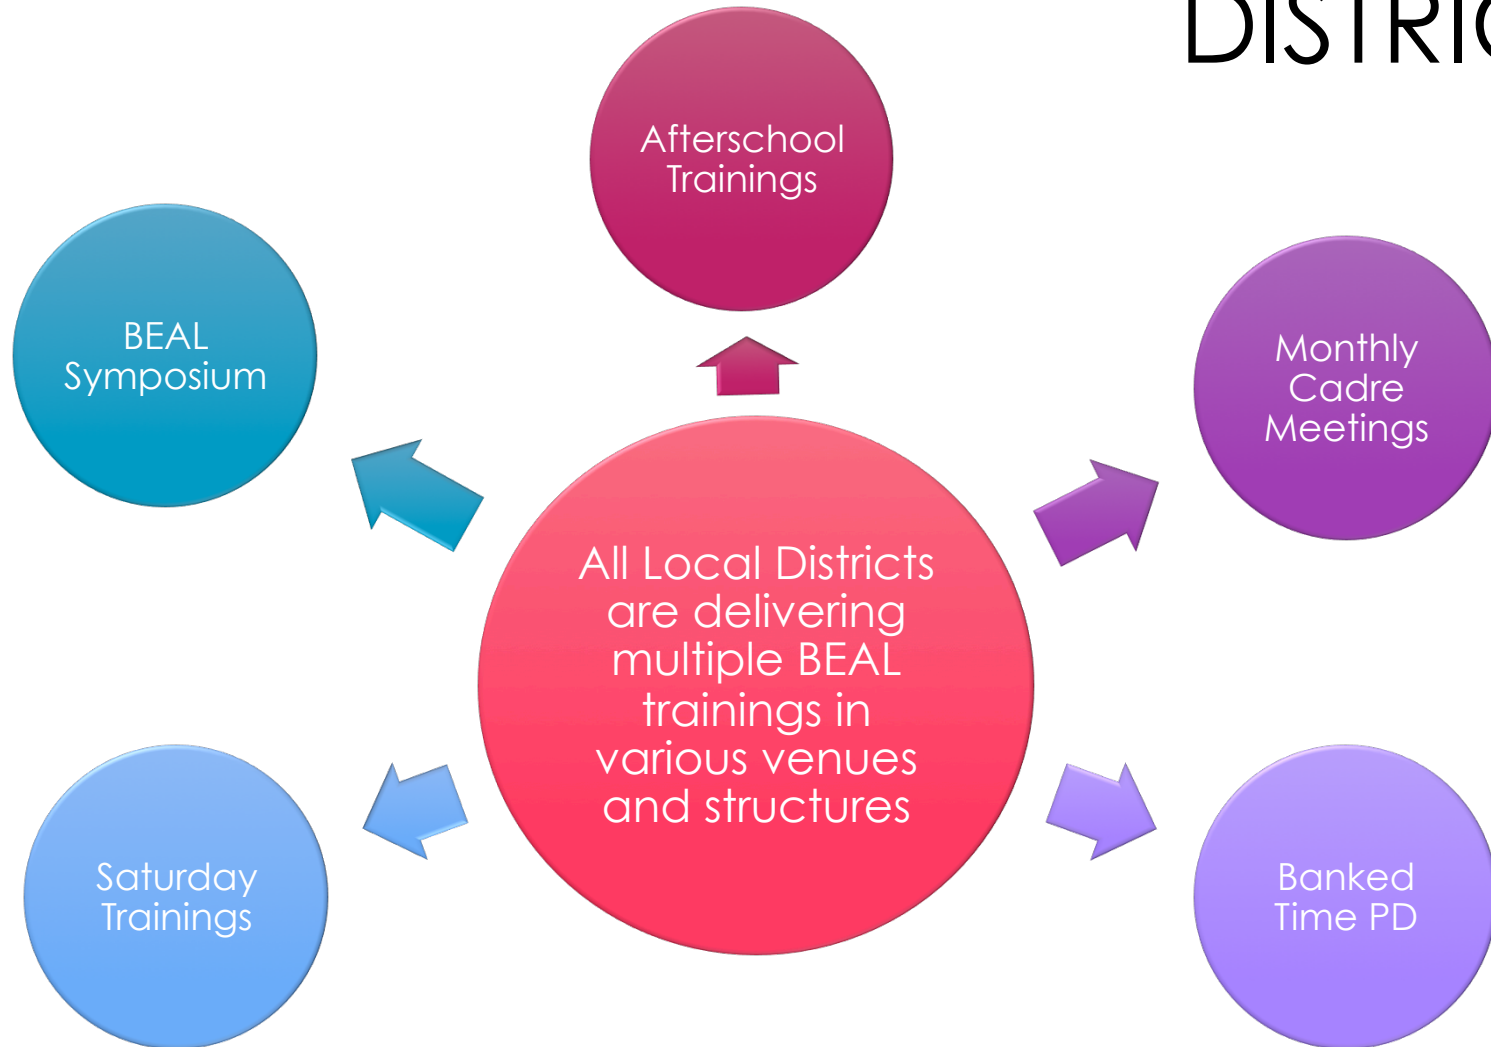 DISTRIC
Afterschool
Trainings
BEAL
Symposium
Monthly
Cadre
Meetings
All Local Districts
are delivering
multiple BEAL
trainings in
various venues
and structures
Saturday
Trainings
Banked
Time PD